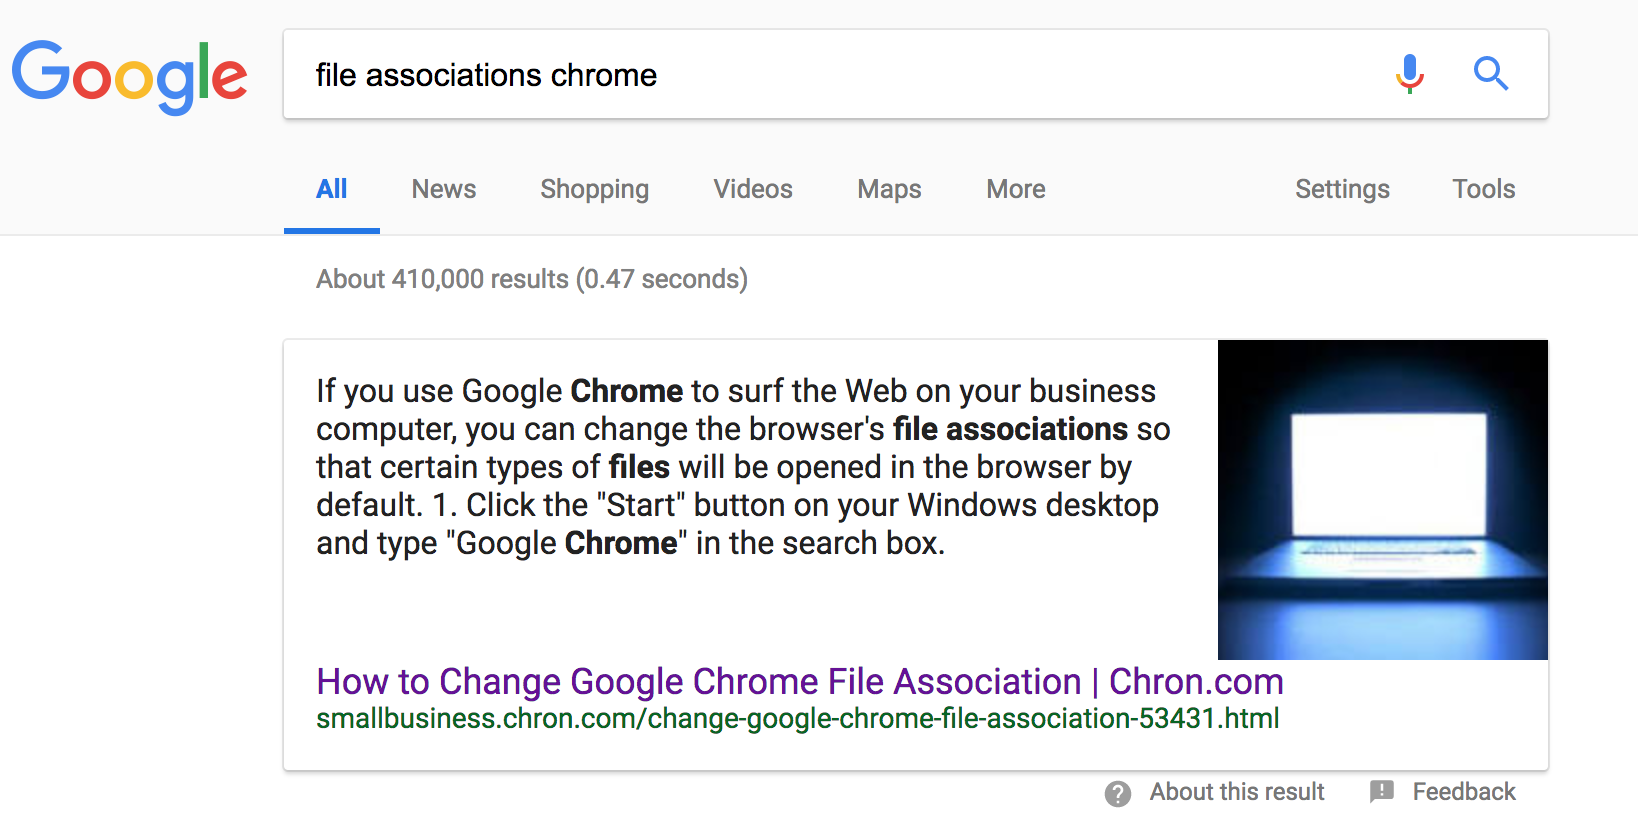 Google
file associations chrome
All News Shopping Videos Maps More Settings Tools
About 410,000 results (0.47 seconds)
If you use Google Chrome to surf the Web on your business
computer, you can change the browser's file associations so
that certain types of files will be opened in the browser by
default. 1. Click the "Start" button on your Windows desktop
and type "Google Chrome" in the search box.
How to Change Google Chrome File Association | Chron.com
smallbusiness.chron.com/change-google-chrome-file-association-53431.html
About this result Feedback